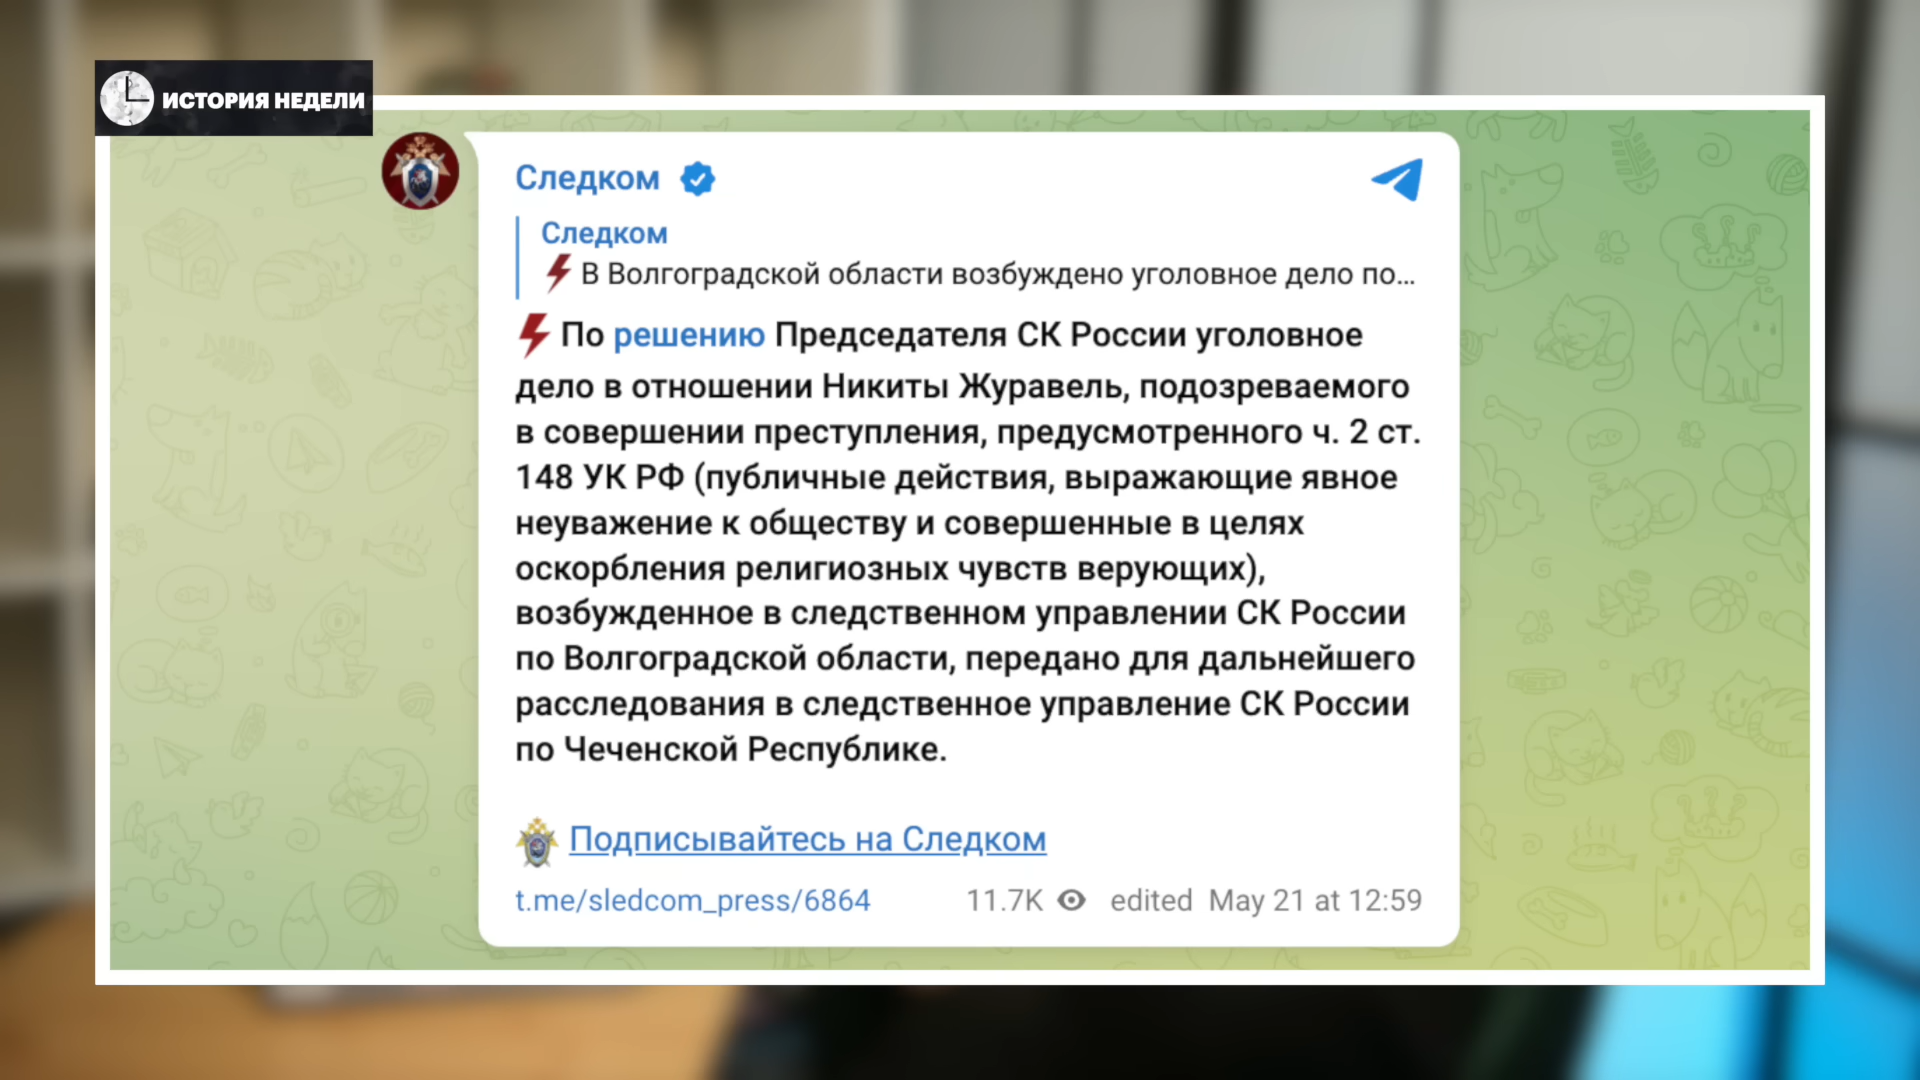 ИСТОРИЯ НЕДЕЛИ
Следком
Следком
В Волгоградской области возбуждено уголовное дело по...
По решению Председателя СК России уголовное
дело в отношении Никиты Журавель, подозреваемого
в совершении преступления, предусмотренного ч. 2 ст.
148 УК РФ (публичные действия, выражающие явное
неуважение к обществу и совершенные в целях
оскорбления религиозных чувств верующих),
возбужденное в следственном управлении СК России
по Волгоградской области, передано для дальнейшего
расследования в следственное управление СК России
по Чеченской Республике.
Подписывайтесь на Следком
t.me/sledcom_press/6864 11.7K edited May 21 at 12:59